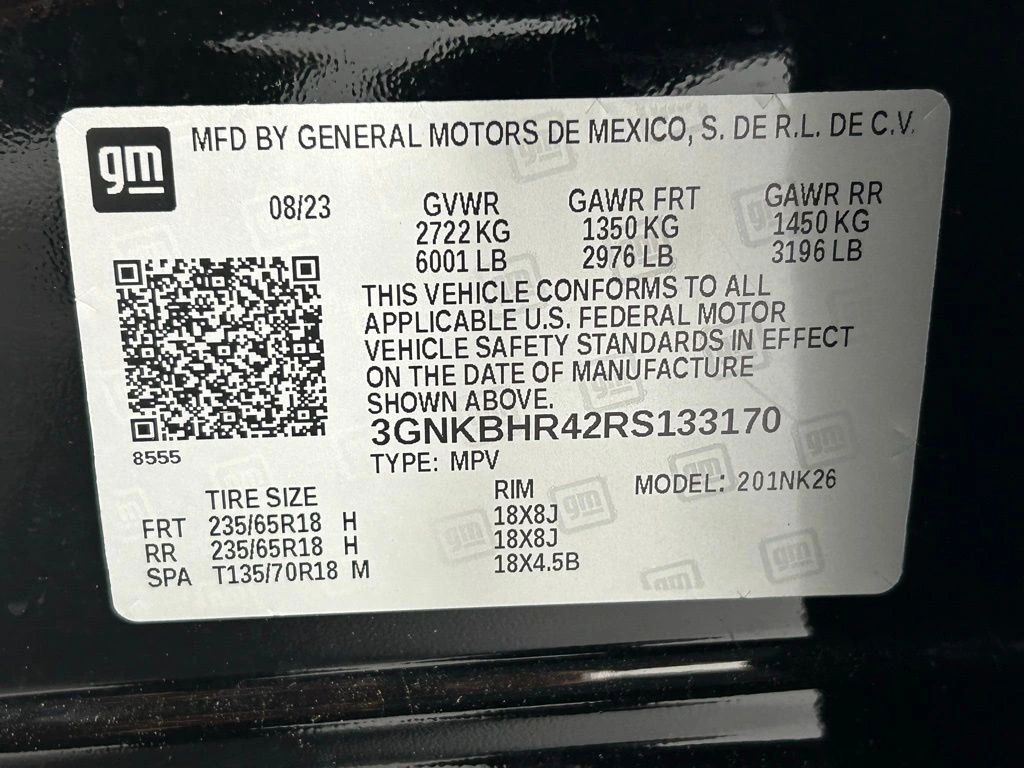 gm
MFD BY GENERAL MOTORS DE MEXICO, S. DE R.L. DE C.V.
08/23 GVWR GAWR FRT GAWR RR
2722 KG 1350 KG 1450 KG
6001 LB 2976 LB 3196 LB
THIS VEHICLE CONFORMS TO ALL
APPLICABLE U.S. FEDERAL MOTOR
VEHICLE SAFETY STANDARDS IN EFFECT
ON THE DATE OF MANUFACTURE
SHOWN ABOVE.
3GNKBHR42RS133170
8555
TYPE: MPV
TIRE SIZE RIM MODEL: 201NK26
FRT 235/65R18 H 18X8J
RR 235/65R18 H 18X8J
SPA T135/70R18 M 18X4.5B